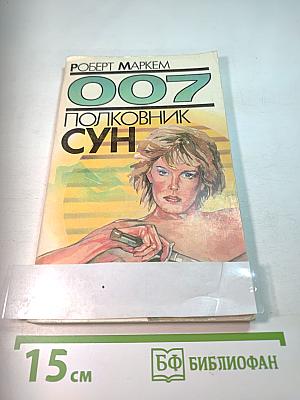 РОБЕРТ МАРКЕМ
007
ПОЛКОВНИК
СУН
15 см
БФ БИБЛИОФАН